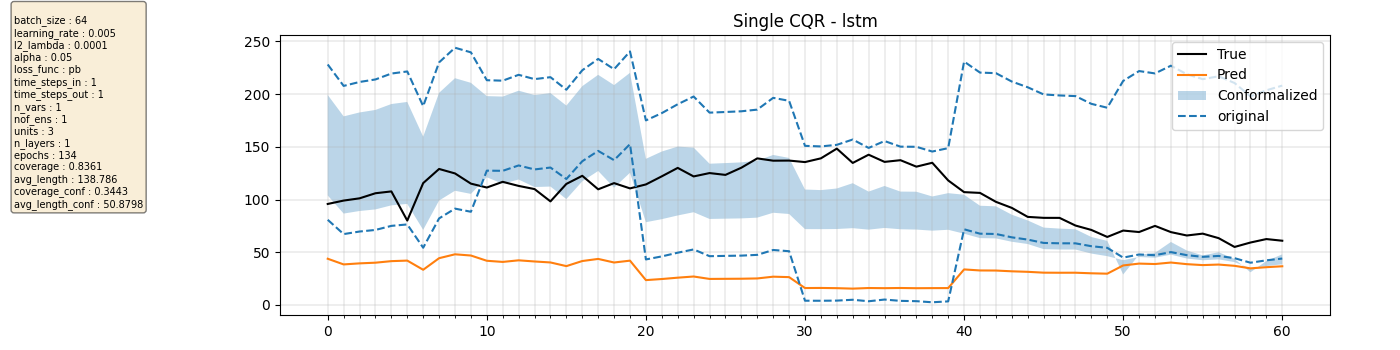 batch_size : 64
learning_rate : 0.005
l2_lambda : 0.0001
alpha : 0.05
loss_func : pb
time_steps_in : 1
time_steps_out : 1
n_vars : 1
nof_ens : 1
units : 3
n_layers : 1
epochs : 134
coverage : 0.8361
avg_length : 138.786
coverage_conf : 0.3443
avg_length_conf : 50.8798
Single CQR - lstm
250
200
150
100
50
0
True
Pred
Conformalized
original
0 10 20 30 40 50 60